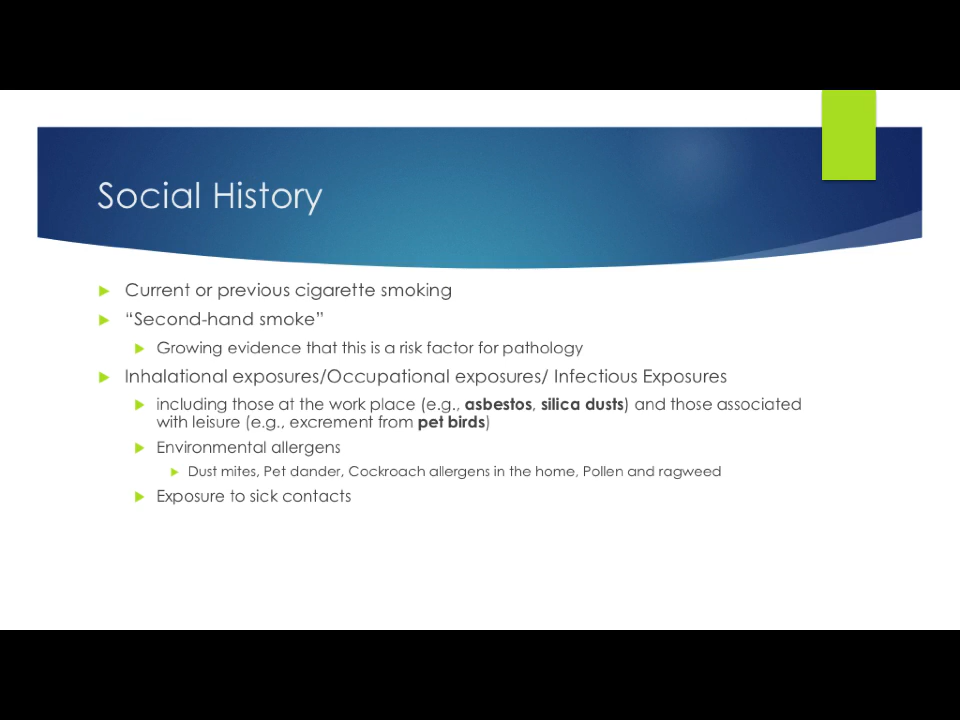 Social History
Current or previous cigarette smoking
“Second-hand smoke”
Growing evidence that this is a risk factor for pathology
Inhalational exposures/Occupational exposures/ Infectious Exposures
including those at the work place (e.g., asbestos, silica dusts) and those associated
with leisure (e.g., excrement from pet birds)
Environmental allergens
Dust mites, Pet dander, Cockroach allergens in the home, Pollen and ragweed
Exposure to sick contacts